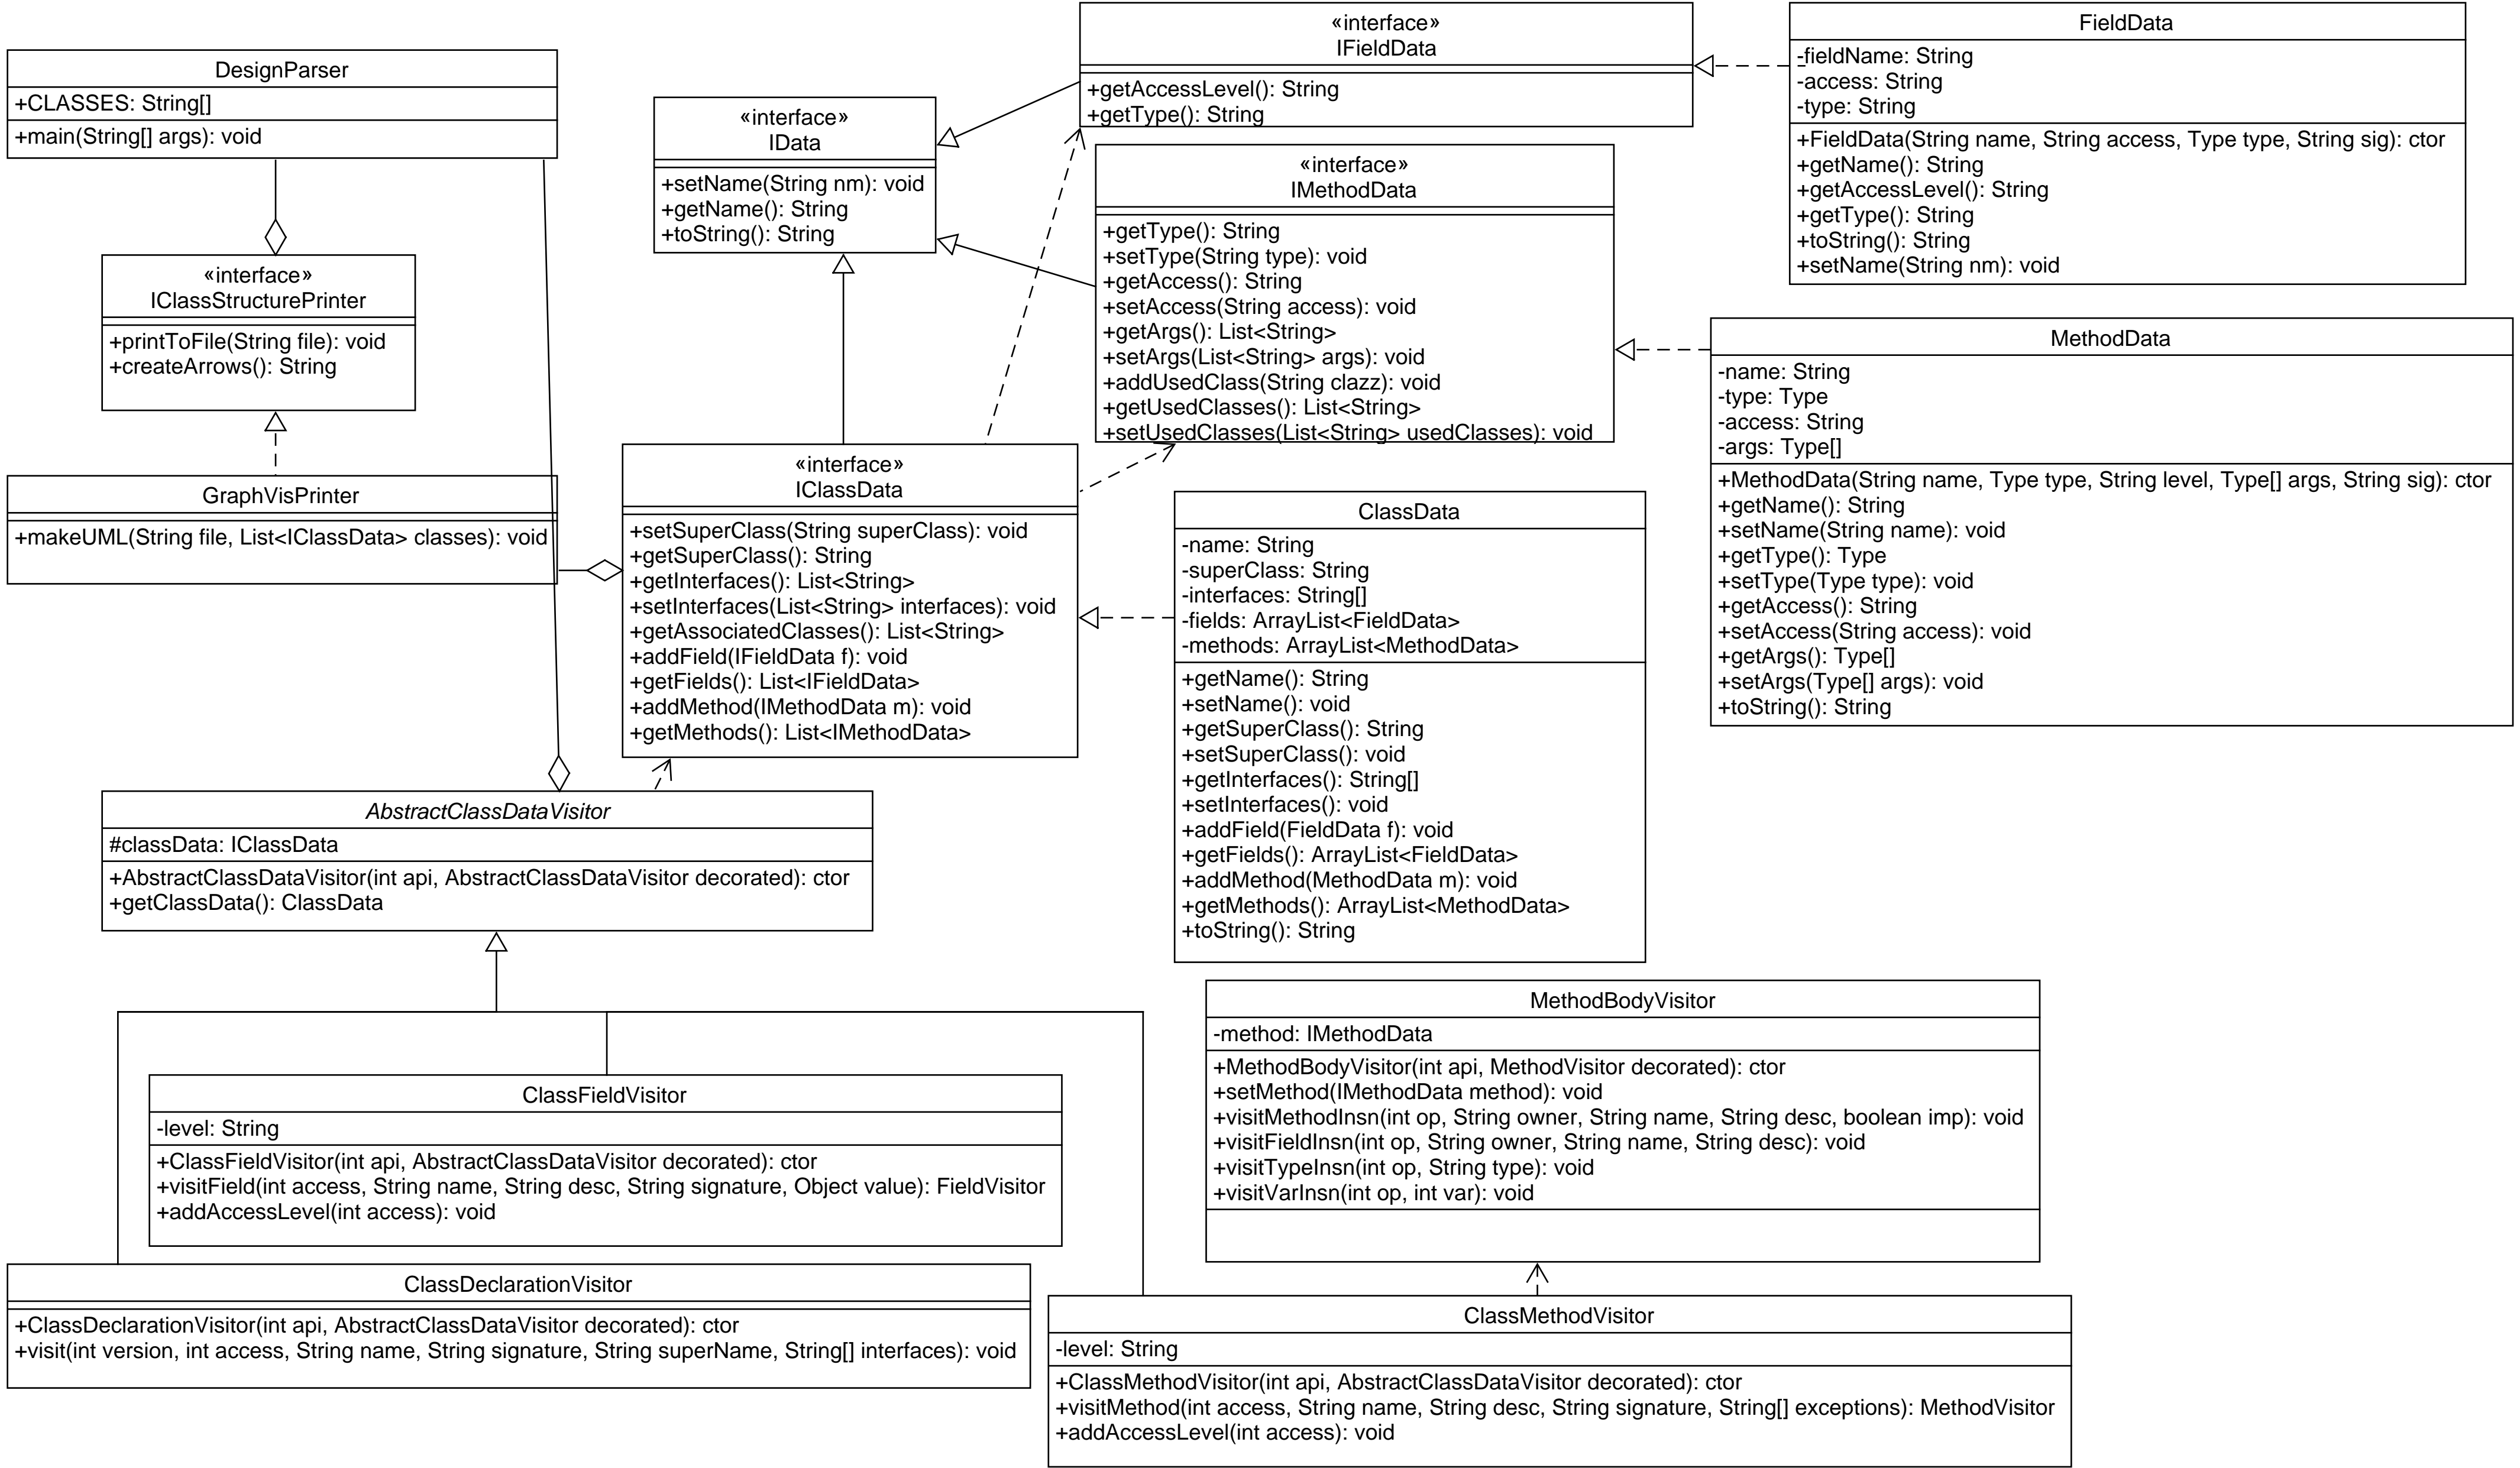 DesignParser
+CLASSES: String[]
+main(String[] args): void
«interface»
IClassStructurePrinter
+printToFile(String file): void
+createArrows(): String
GraphVisPrinter
+makeUML(String file, List<IClassData> classes): void
«interface»
IData
+setName(String nm): void
+getName(): String
+toString(): String
«interface»
IFieldData
+getAccessLevel(): String
+getType(): String
«interface»
IMethodData
+getType(): String
+setType(String type): void
+getAccess(): String
+setAccess(String access): void
+getArgs(): List<String>
+setArgs(List<String> args): void
+addUsedClass(String clazz): void
+getUsedClasses(): List<String>
+setUsedClasses(List<String> usedClasses): void
FieldData
-fieldName: String
-access: String
-type: String
+FieldData(String name, String access, Type type, String sig): ctor
+getName(): String
+getAccessLevel(): String
+getType(): String
+toString(): String
+setName(String nm): void
MethodData
-name: String
-type: Type
-access: String
-args: Type[]
+MethodData(String name, Type type, String level, Type[] args, String sig): ctor
+getName(): String
+setName(String name): void
+getType(): Type
+setType(Type type): void
+getAccess(): String
+setAccess(String access): void
+getArgs(): Type[]
+setArgs(Type[] args): void
+toString(): String
«interface»
IClassData
+setSuperClass(String superClass): void
+getSuperClass(): String
+getInterfaces(): List<String>
+setInterfaces(List<String> interfaces): void
+getAssociatedClasses(): List<String>
+addField(IFieldData f): void
+getFields(): List<IFieldData>
+addMethod(IMethodData m): void
+getMethods(): List<IMethodData>
ClassData
-name: String
-superClass: String
-interfaces: String[]
-fields: ArrayList<FieldData>
-methods: ArrayList<MethodData>
+getName(): String
+setName(): void
+getSuperClass(): String
+setSuperClass(): void
+getInterfaces(): String[]
+setInterfaces(): void
+addField(FieldData f): void
+getFields(): ArrayList<FieldData>
+addMethod(MethodData m): void
+getMethods(): ArrayList<MethodData>
+toString(): String
AbstractClassDataVisitor
#classData: IClassData
+AbstractClassDataVisitor(int api, AbstractClassDataVisitor decorated): ctor
+getClassData(): ClassData
MethodBodyVisitor
-method: IMethodData
+MethodBodyVisitor(int api, MethodVisitor decorated): ctor
+setMethod(IMethodData method): void
+visitMethodInsn(int op, String owner, String name, String desc, boolean imp): void
+visitFieldInsn(int op, String owner, String name, String desc): void
+visitTypeInsn(int op, String type): void
+visitVarInsn(int op, int var): void
ClassFieldVisitor
-level: String
+ClassFieldVisitor(int api, AbstractClassDataVisitor decorated): ctor
+visitField(int access, String name, String desc, String signature, Object value): FieldVisitor
+addAccessLevel(int access): void
ClassDeclarationVisitor
+ClassDeclarationVisitor(int api, AbstractClassDataVisitor decorated): ctor
+visit(int version, int access, String name, String signature, String superName, String[] interfaces): void
ClassMethodVisitor
-level: String
+ClassMethodVisitor(int api, AbstractClassDataVisitor decorated): ctor
+visitMethod(int access, String name, String desc, String signature, String[] exceptions): MethodVisitor
+addAccessLevel(int access): void